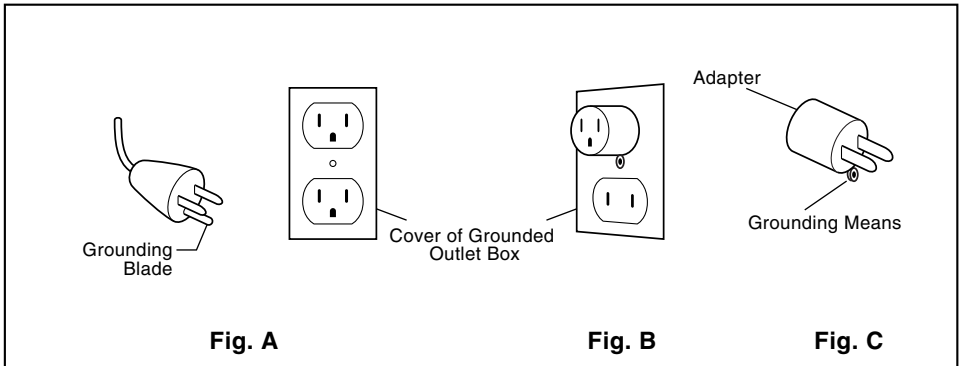 Adapter
Grounding
Blade
Cover of Grounded
Outlet Box
Grounding Means
Fig. A
Fig. B
Fig. C